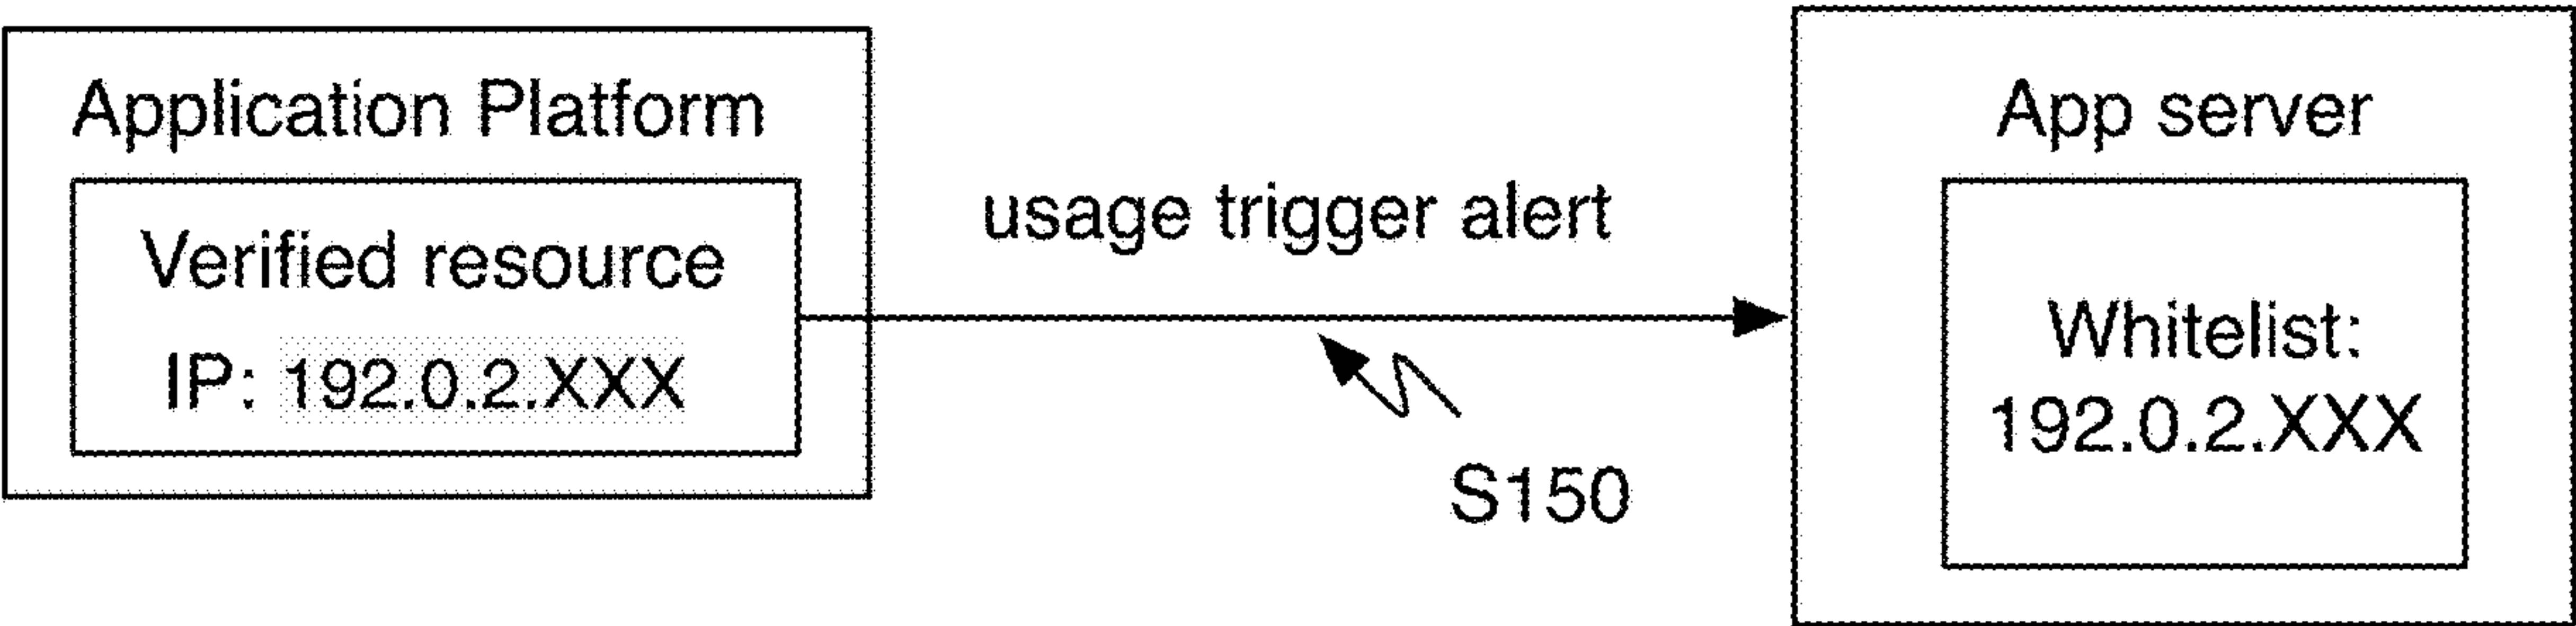 Application Platform
Verified resource
IP: 192.0.2.XXX
usage trigger alert
S150
App server
Whitelist:
192.0.2.XXX